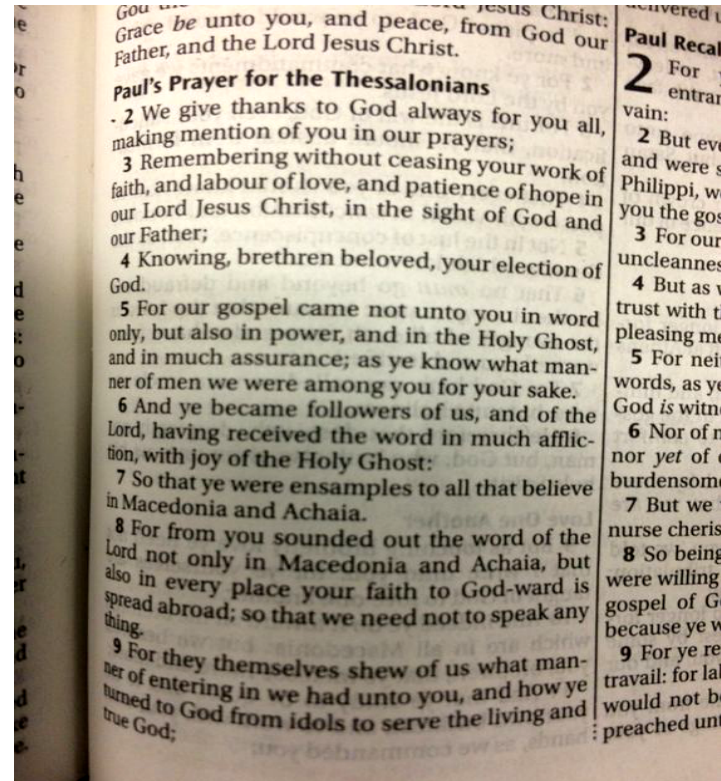 God the Jesus Christ:
Grace be unto you, and peace, from God our
Father, and the Lord Jesus Christ.
Paul's Prayer for the Thessalonians
2 We give thanks to God always for you all,
making mention of you in our prayers;
3 Remembering without ceasing your work of
faith, and labour of love, and patience of hope in
our Lord Jesus Christ, in the sight of God and
our Father;
4 Knowing, brethren beloved, your election of
God.
5 For our gospel came not unto you in word
only, but also in power, and in the Holy Ghost,
and in much assurance; as ye know what man-
ner of men we were among you for your sake.
6 And ye became followers of us, and of the
Lord, having received the word in much afflic-
tion, with joy of the Holy Ghost:
7 So that ye were ensamples to all that believe
in Macedonia and Achaia.
8 For from you sounded out the word of the
Lord not only in Macedonia and Achaia, but
also in every place your faith to God-ward is
spread abroad; so that we need not to speak any
thing.
9 For they themselves shew of us what man-
ner of entering in we had unto you, and how ye
turned to God from idols to serve the living and
true God;
Paul
2 For
vain:
2 But
and were
Philippi,
you the
3 For our
4 But as
trust with
pleasing
5 For
words, as
God is
6 Nor of
nor yet of
7 But we
nurse
8 So being
were willing
gospel of
because ye
9 For ye
travail: for
would not
preached